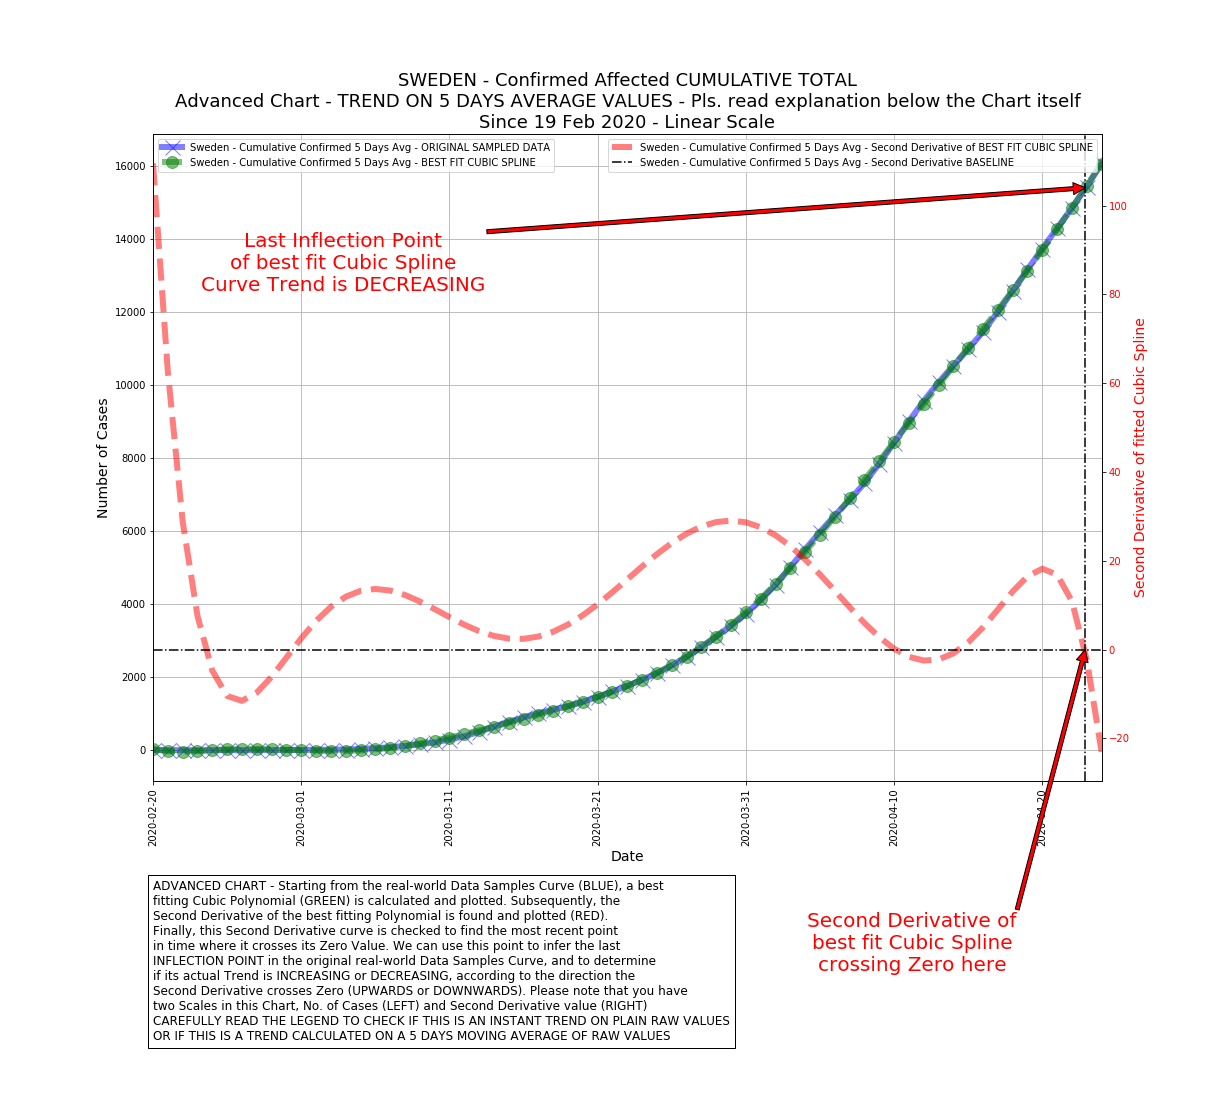 SWEDEN - Confirmed Affected CUMULATIVE TOTAL
Advanced Chart - TREND ON 5 DAYS AVERAGE VALUES - Pls. read explanation below the Chart itself
Since 19 Feb 2020 - Linear Scale
Sweden - Cumulative Confirmed 5 Days Avg - ORIGINAL SAMPLED DATA
Sweden - Cumulative Confirmed 5 Days Avg - BEST FIT CUBIC SPLINE
Sweden - Cumulative Confirmed 5 Days Avg - Second Derivative of BEST FIT CUBIC SPLINE
Sweden - Cumulative Confirmed 5 Days Avg - Second Derivative BASELINE
Last Inflection Point
of best fit Cubic Spline
Curve Trend is DECREASING
Number of Cases
16000
14000
12000
10000
8000
6000
4000
2000
0
Second Derivative of fitted Cubic Spline
100
80
60
40
20
0
−20
2020-02-20
2020-03-01
2020-03-11
2020-03-21
2020-03-31
2020-04-10
2020-04-20
Date
ADVANCED CHART - Starting from the real-world Data Samples Curve (BLUE), a best
fitting Cubic Polynomial (GREEN) is calculated and plotted. Subsequently, the
Second Derivative of the best fitting Polynomial is found and plotted (RED).
Finally, this Second Derivative curve is checked to find the most recent point
in time where it crosses its Zero Value. We can use this point to infer the last
INFLECTION POINT in the original real-world Data Samples Curve, and to determine
if its actual Trend is INCREASING or DECREASING, according to the direction the
Second Derivative crosses Zero (UPWARDS or DOWNWARDS). Please note that you have
two Scales in this Chart, No. of Cases (LEFT) and Second Derivative value (RIGHT)
CAREFULLY READ THE LEGEND TO CHECK IF THIS IS AN INSTANT TREND ON PLAIN RAW VALUES
OR IF THIS IS A TREND CALCULATED ON A 5 DAYS MOVING AVERAGE OF RAW VALUES
Second Derivative of
best fit Cubic Spline
crossing Zero here